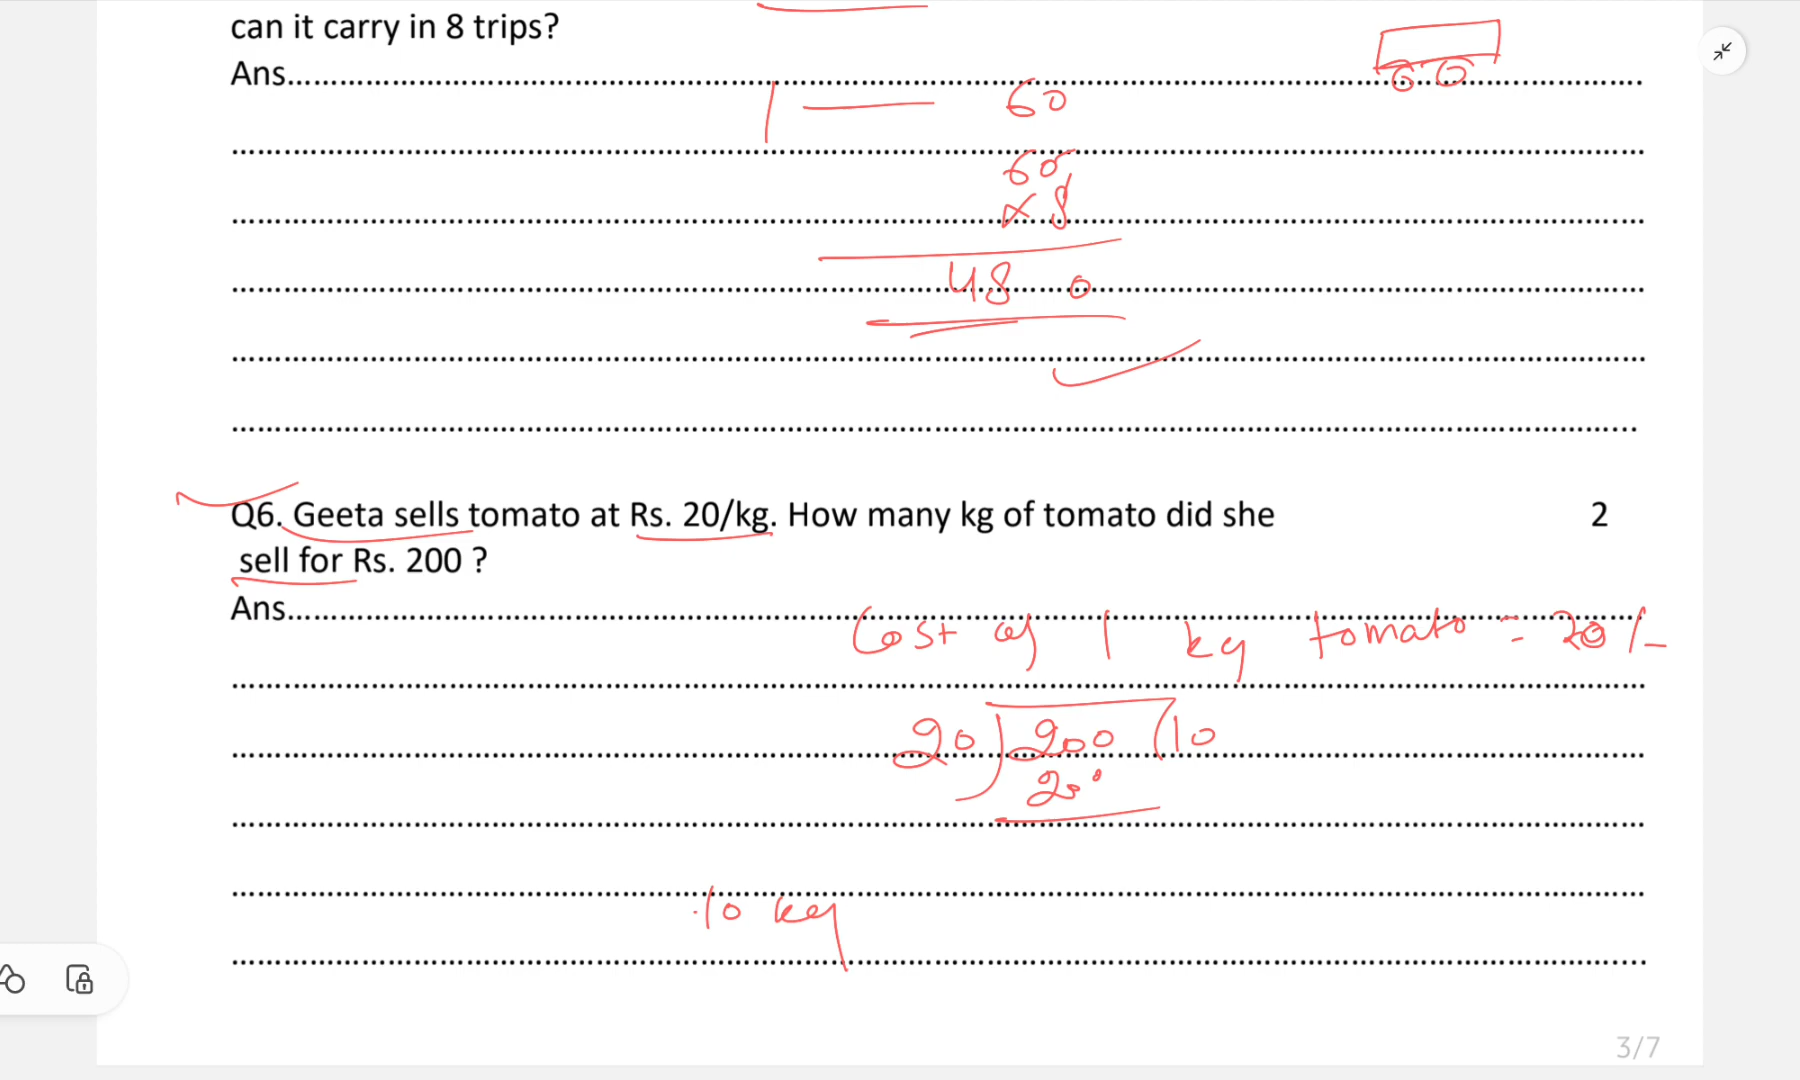 can it carry in 8 trips?
Ans..........
1 — 60
60
× 8
480
Q6. Geeta sells tomato at Rs. 20/kg. How many kg of tomato did she 2
sell for Rs. 200 ?
Ans..........
Cost of 1 kg tomato = 20/-
20 ) 200 ( 10
200
10 kg
3/7